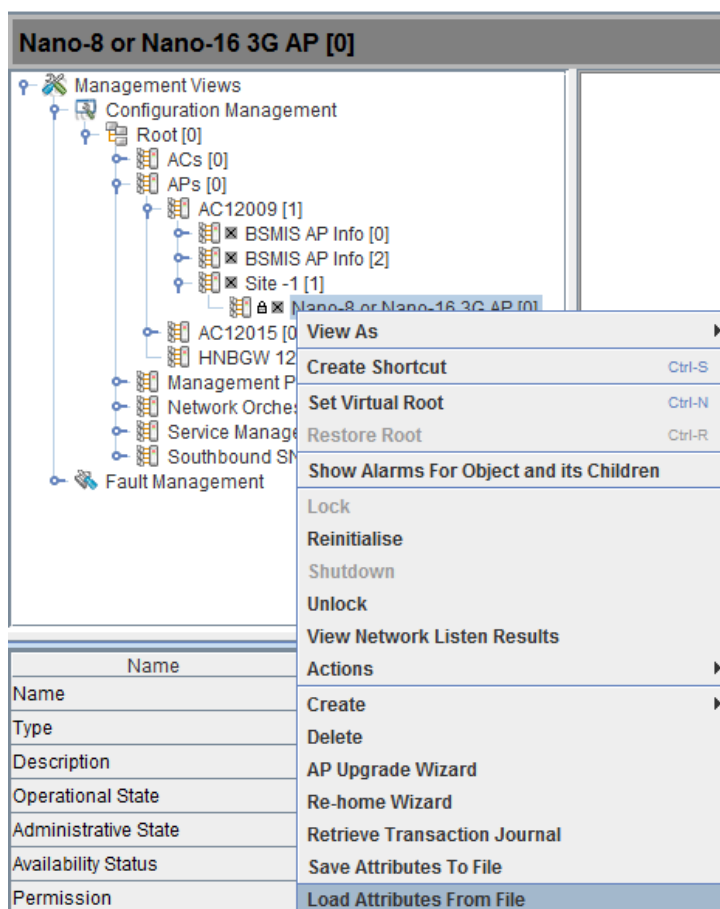 Nano-8 or Nano-16 3G AP [0]
Management Views
Configuration Management
Root [0]
ACs [0]
APs [0]
AC12009 [1]
BSMIS AP Info [0]
BSMIS AP Info [2]
Site -1 [1]
Nano-8 or Nano-16 3G AP [0]
AC12015 [0
HNBGW 12
Management P
Network Orche
Service Manage
Southbound SN
Fault Management
View As
Create Shortcut Ctrl-S
Set Virtual Root Ctrl-N
Restore Root Ctrl-R
Show Alarms For Object and its Children
Lock
Reinitialise
Shutdown
Unlock
View Network Listen Results
Actions
Create
Delete
AP Upgrade Wizard
Re-home Wizard
Retrieve Transaction Journal
Save Attributes To File
Load Attributes From File
Name
Name
Type
Description
Operational State
Administrative State
Availability Status
Permission